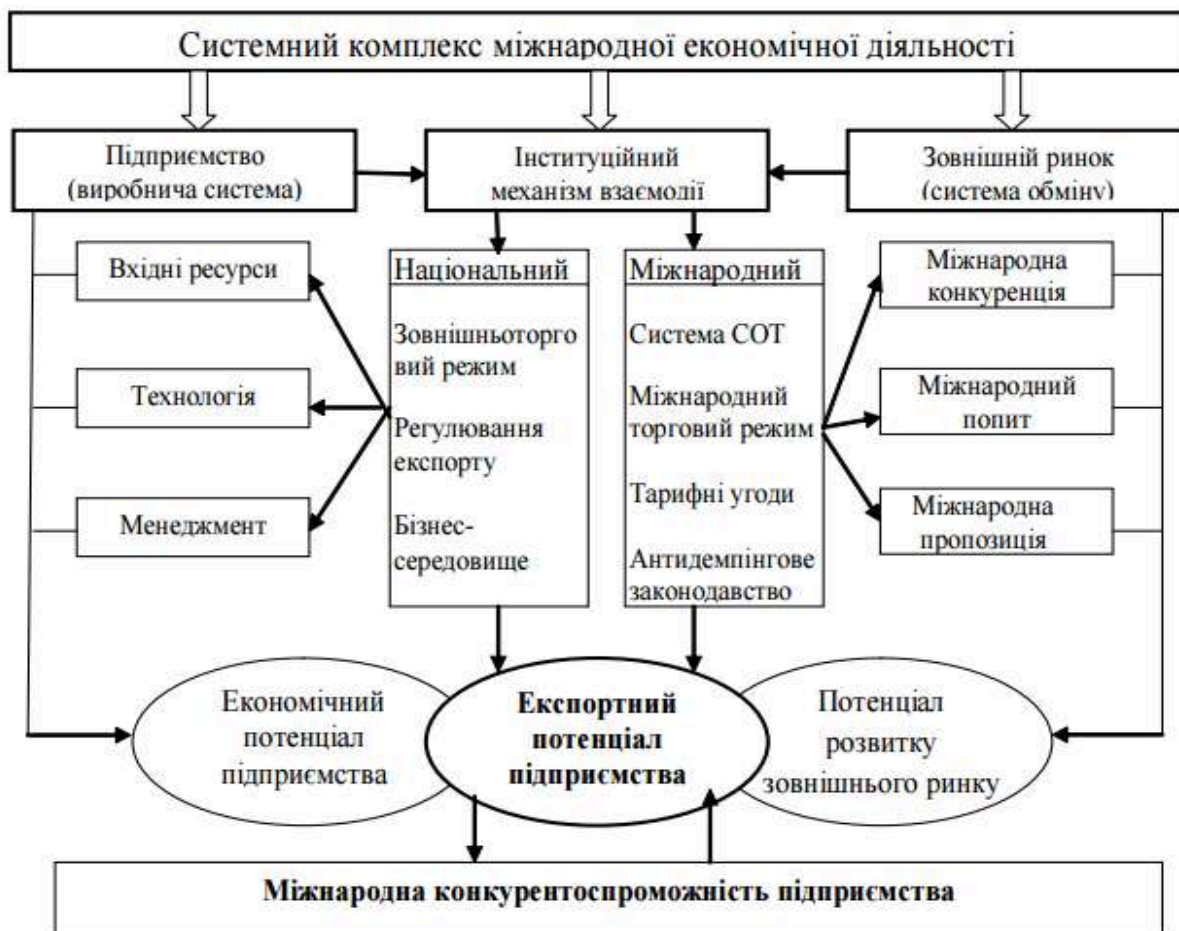 Системний комплекс міжнародної економічної діяльності
Підприємство
(виробнича система)
Інституційний
механізм взаємодії
Зовнішній ринок
(система обміну)
Вхідні ресурси
Технологія
Менеджмент
Національний
Зовнішньоторго
вий режим
Регулювання
експорту
Бізнес-
середовище
Міжнародний
Система СОТ
Міжнародний
торговий режим
Тарифні угоди
Антидемпінгове
законодавство
Міжнародна
конкуренція
Міжнародний
попит
Міжнародна
пропозиція
Економічний
потенціал
підприємства
Експортний
потенціал
підприємства
Потенціал
розвитку
зовнішнього ринку
Міжнародна конкурентоспроможність підприємства